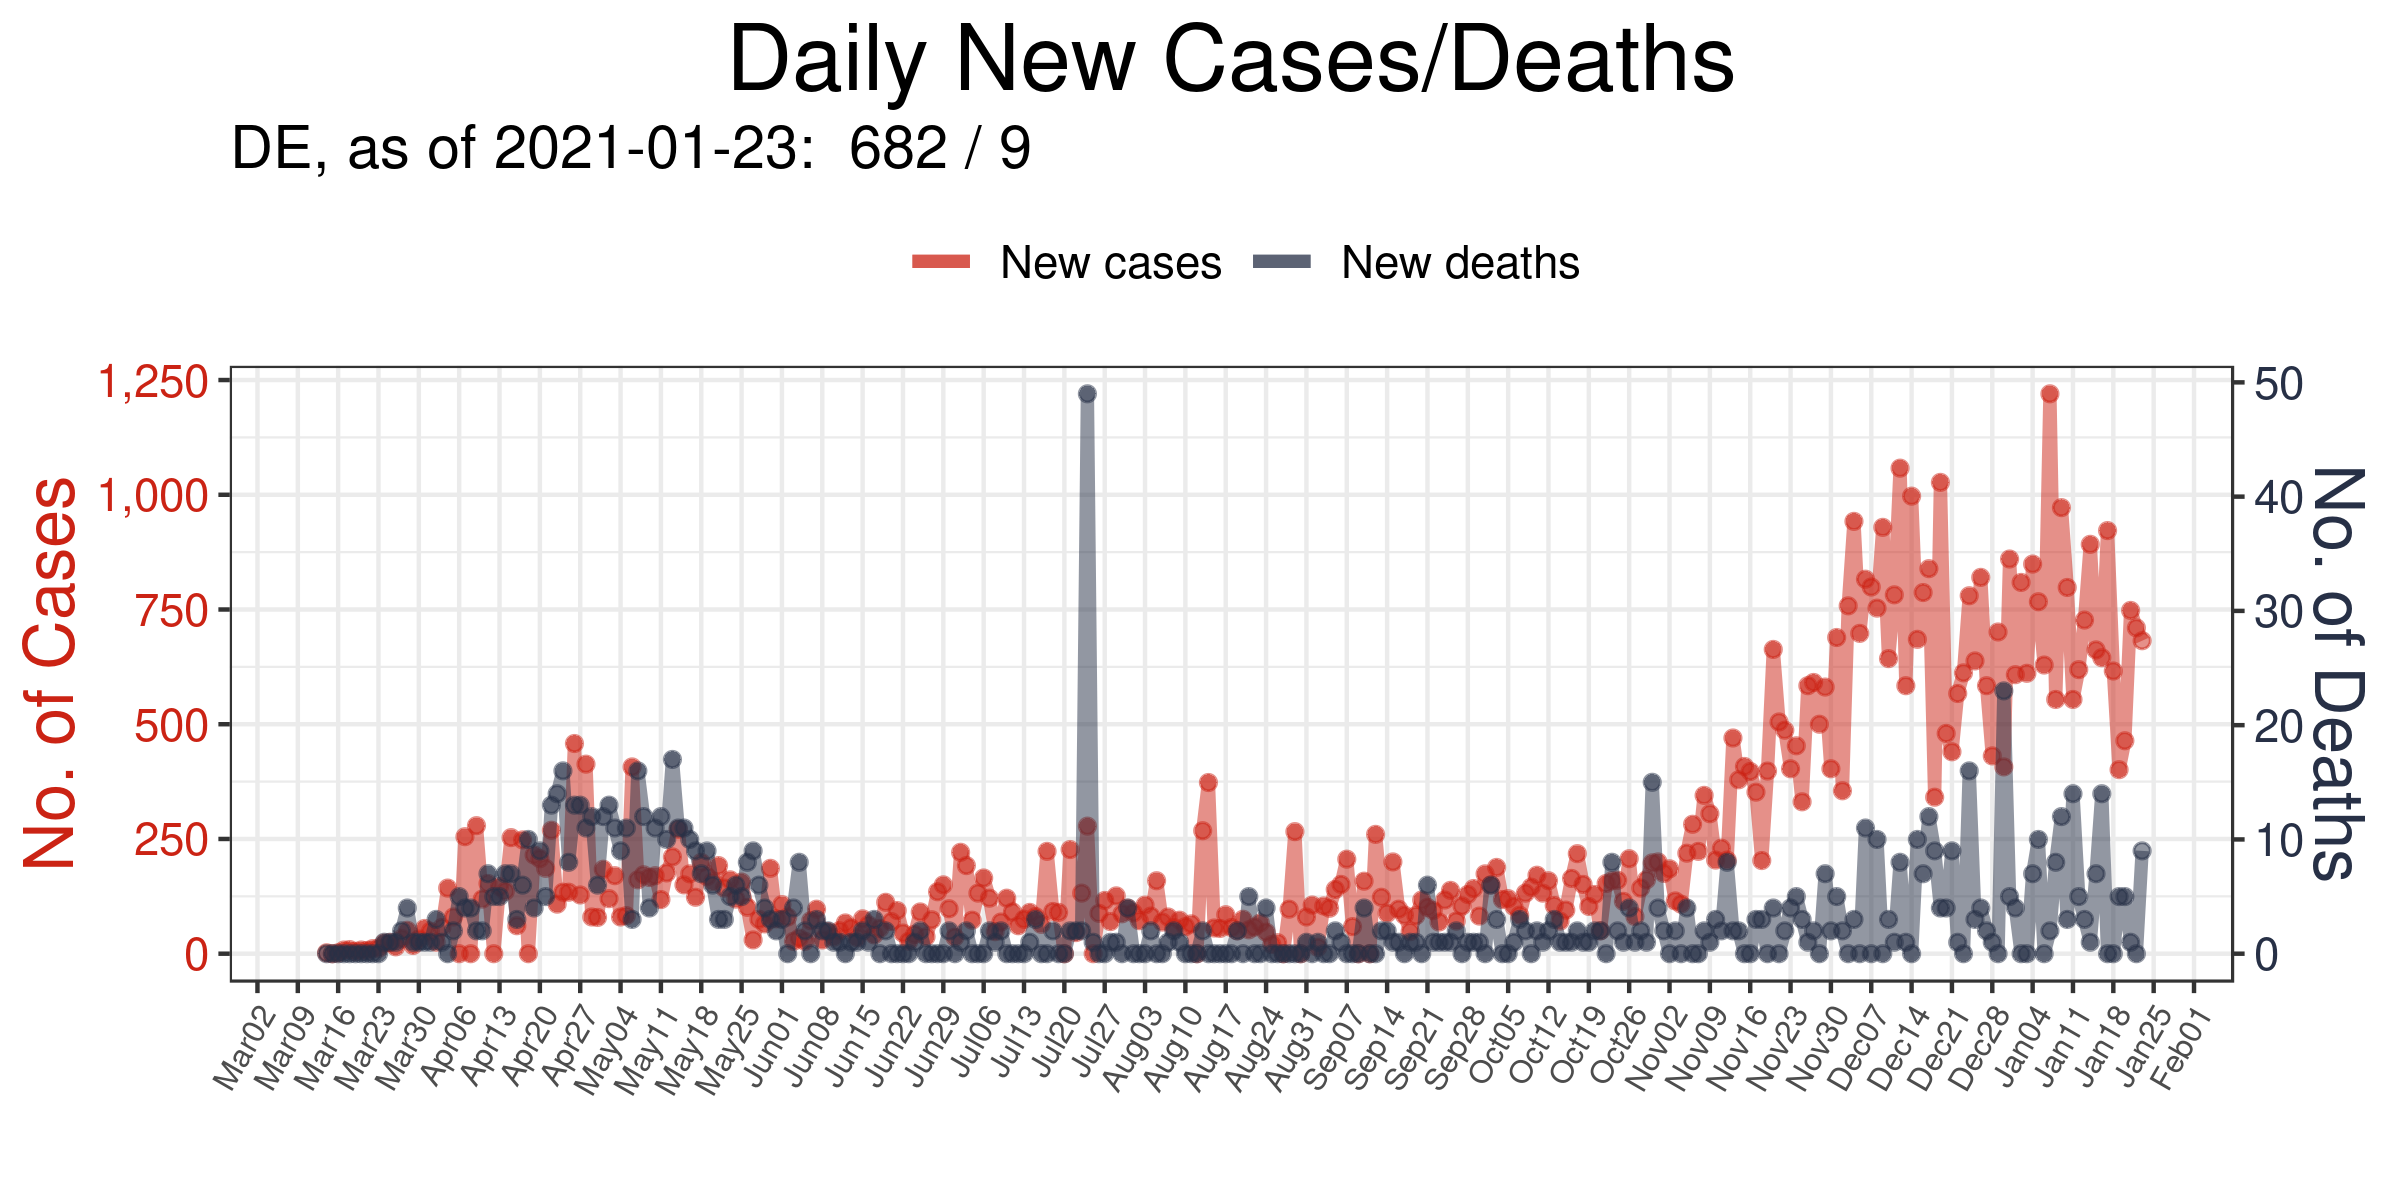 Daily New Cases/Deaths
DE, as of 2021-01-23:  682 / 9
New cases
New deaths
No. of Cases
1,250
1,000
750
500
250
0
50
40
30
20
10
0
No. of Deaths
Mar02
Mar09
Mar16
Mar23
Mar30
Apr06
Apr13
Apr20
Apr27
May04
May11
May18
May25
Jun01
Jun08
Jun15
Jun22
Jun29
Jul06
Jul13
Jul20
Jul27
Aug03
Aug10
Aug17
Aug24
Aug31
Sep07
Sep14
Sep21
Sep28
Oct05
Oct12
Oct19
Oct26
Nov02
Nov09
Nov16
Nov23
Nov30
Dec07
Dec14
Dec21
Dec28
Jan04
Jan11
Jan18
Jan25
Feb01